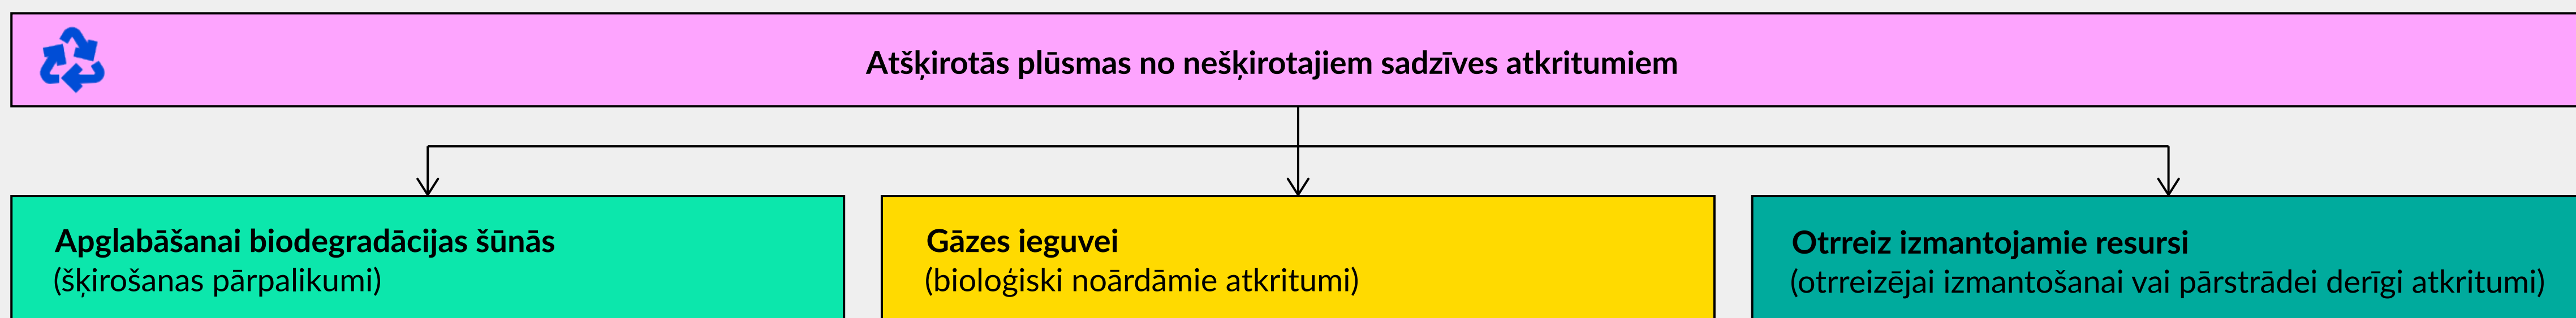 Atšķirotās plūsmas no nešķirotajiem sadzīves atkritumiem
Apglabāšanai biodegradācijas šūnās
(šķirošanas pārpalikumi)
Gāzes ieguvei
(bioloģiski noārdāmie atkritumi)
Otrreiz izmantojamie resursi
(otrreizējai izmantošanai vai pārstrādei derīgi atkritumi)